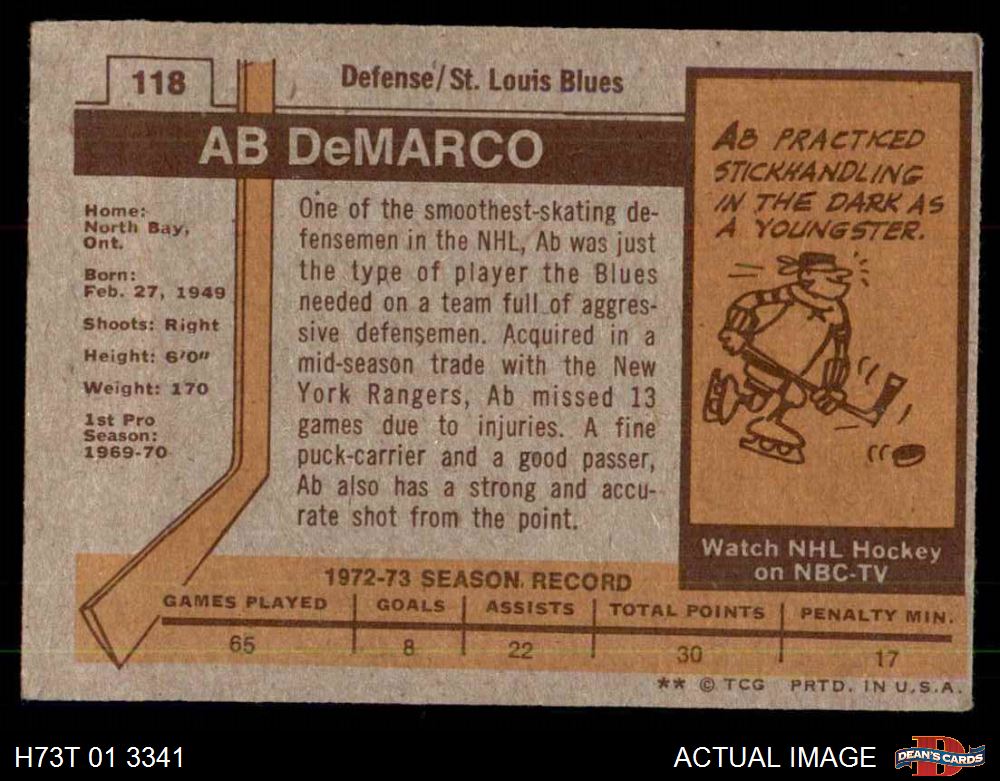 118
Defense/St. Louis Blues
AB DeMARCO
Home:
North Bay,
Ont.
Born:
Feb. 27, 1949
Shoots: Right
Height: 6'0"
Weight: 170
1st Pro
Season:
1969-70
One of the smoothest-skating de-
fensemen in the NHL, Ab was just
the type of player the Blues
needed on a team full of aggres-
sive defensemen. Acquired in a
mid-season trade with the New
York Rangers, Ab missed 13
games due to injuries. A fine
puck-carrier and a good passer,
Ab also has a strong and accu-
rate shot from the point.
AB PRACTICED
STICKHANDLING
IN THE DARK AS
A YOUNGSTER.
Watch NHL Hockey
on NBC-TV
1972-73 SEASON RECORD
GAMES PLAYED GOALS ASSISTS TOTAL POINTS PENALTY MIN.
65 8 22 30 17
** © TCG PRTD. IN U.S.A.
H73T 01 3341
ACTUAL IMAGE
DEAN'S CARDS